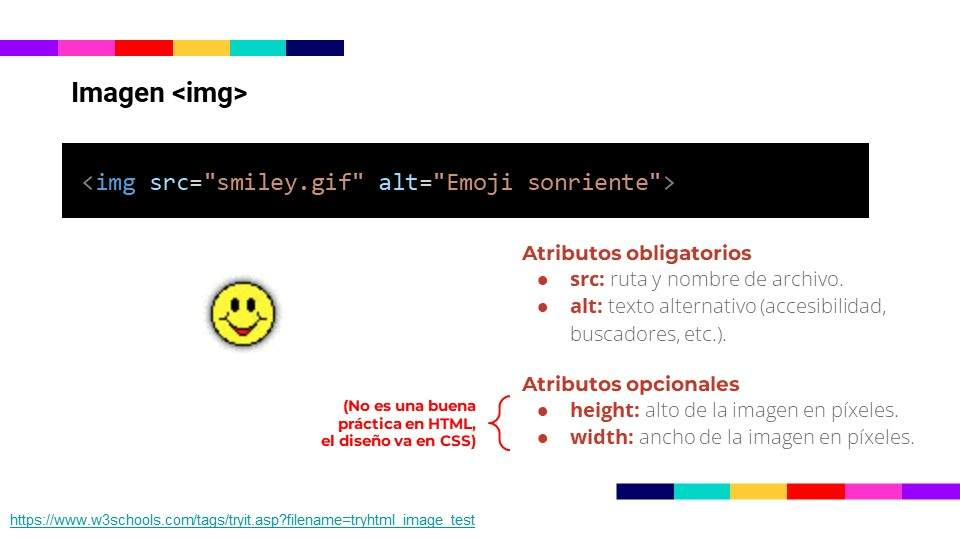 Imagen <img>
<img src="smiley.gif" alt="Emoji sonriente">
Atributos obligatorios
● src: ruta y nombre de archivo.
● alt: texto alternativo (accesibilidad,
buscadores, etc.).
Atributos opcionales
● height: alto de la imagen en píxeles.
● width: ancho de la imagen en píxeles.
(No es una buena
práctica en HTML,
el diseño va en CSS)
https://www.w3schools.com/tags/tryit.asp?filename=tryhtml_image_test